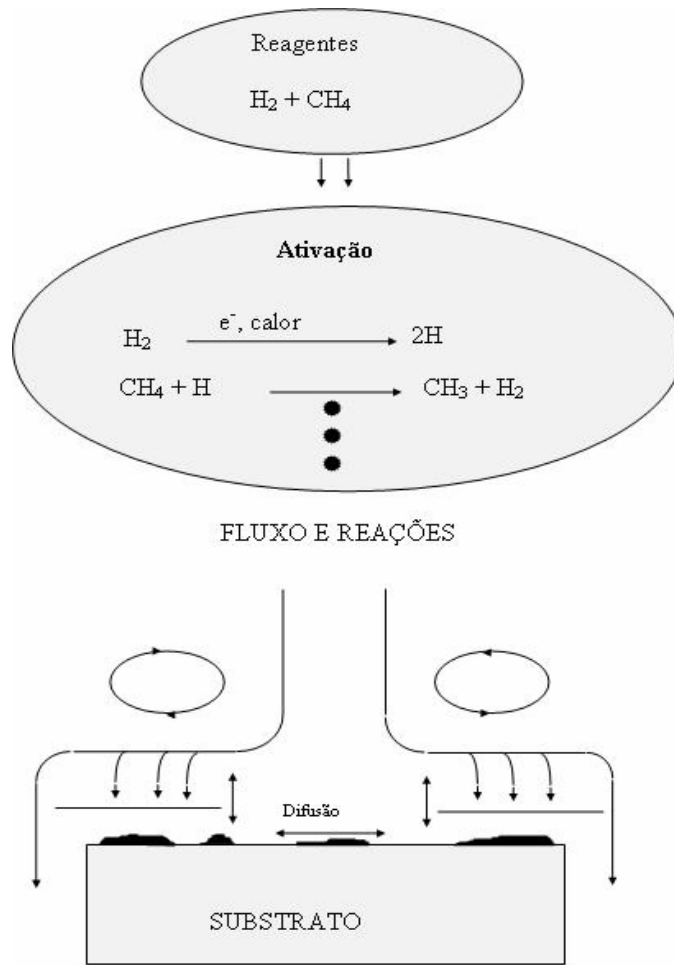 Reagentes
H₂ + CH₄
Ativação
H₂ e⁻, calor 2H
CH₄ + H CH₃ + H₂
FLUXO E REAÇÕES
Difusão
SUBSTRATO